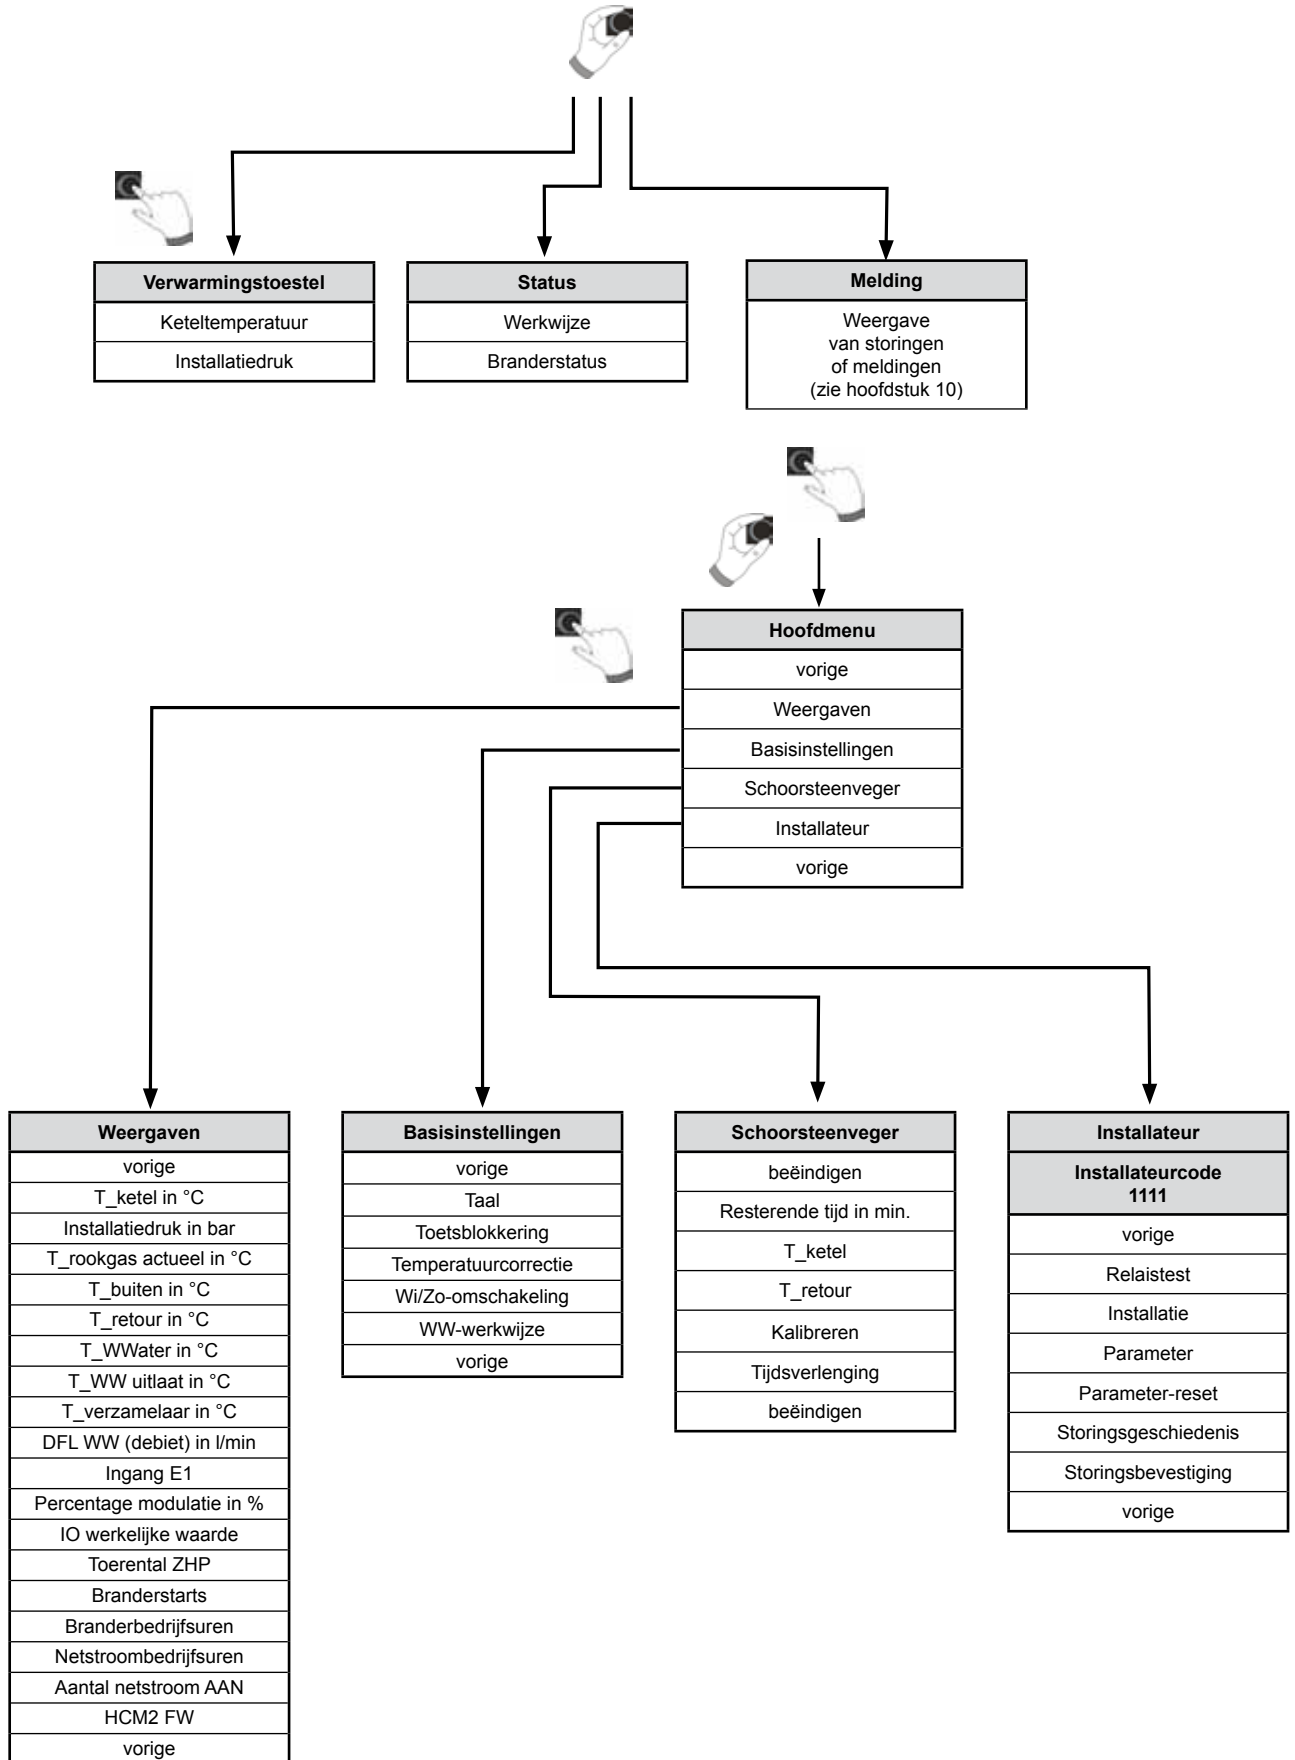 Verwarmingstoestel
Keteltemperatuur
Installatiedruk
Status
Werkwijze
Branderstatus
Melding
Weergave
van storingen
of meldingen
(zie hoofdstuk 10)
Hoofdmenu
vorige
Weergaven
Basisinstellingen
Schoorsteenveger
Installateur
vorige
Weergaven
vorige
T_ketel in °C
Installatiedruk in bar
T_rookgas actueel in °C
T_buiten in °C
T_retour in °C
T_WWater in °C
T_WW uitlaat in °C
T_verzamelaar in °C
DFL WW (debiet) in l/min
Ingang E1
Percentage modulatie in %
IO werkelijke waarde
Toerental ZHP
Branderstarts
Branderbedrijfsuren
Netstroombedrijfsuren
Aantal netstroom AAN
HCM2 FW
vorige
Basisinstellingen
vorige
Taal
Toetsblokkering
Temperatuurcorrectie
Wi/Zo-omschakeling
WW-werkwijze
vorige
Schoorsteenveger
beëindigen
Resterende tijd in min.
T_ketel
T_retour
Kalibreren
Tijdsverlenging
beëindigen
Installateur
Installateurcode
1111
vorige
Relaistest
Installatie
Parameter
Parameter-reset
Storingsgeschiedenis
Storingsbevestiging
vorige